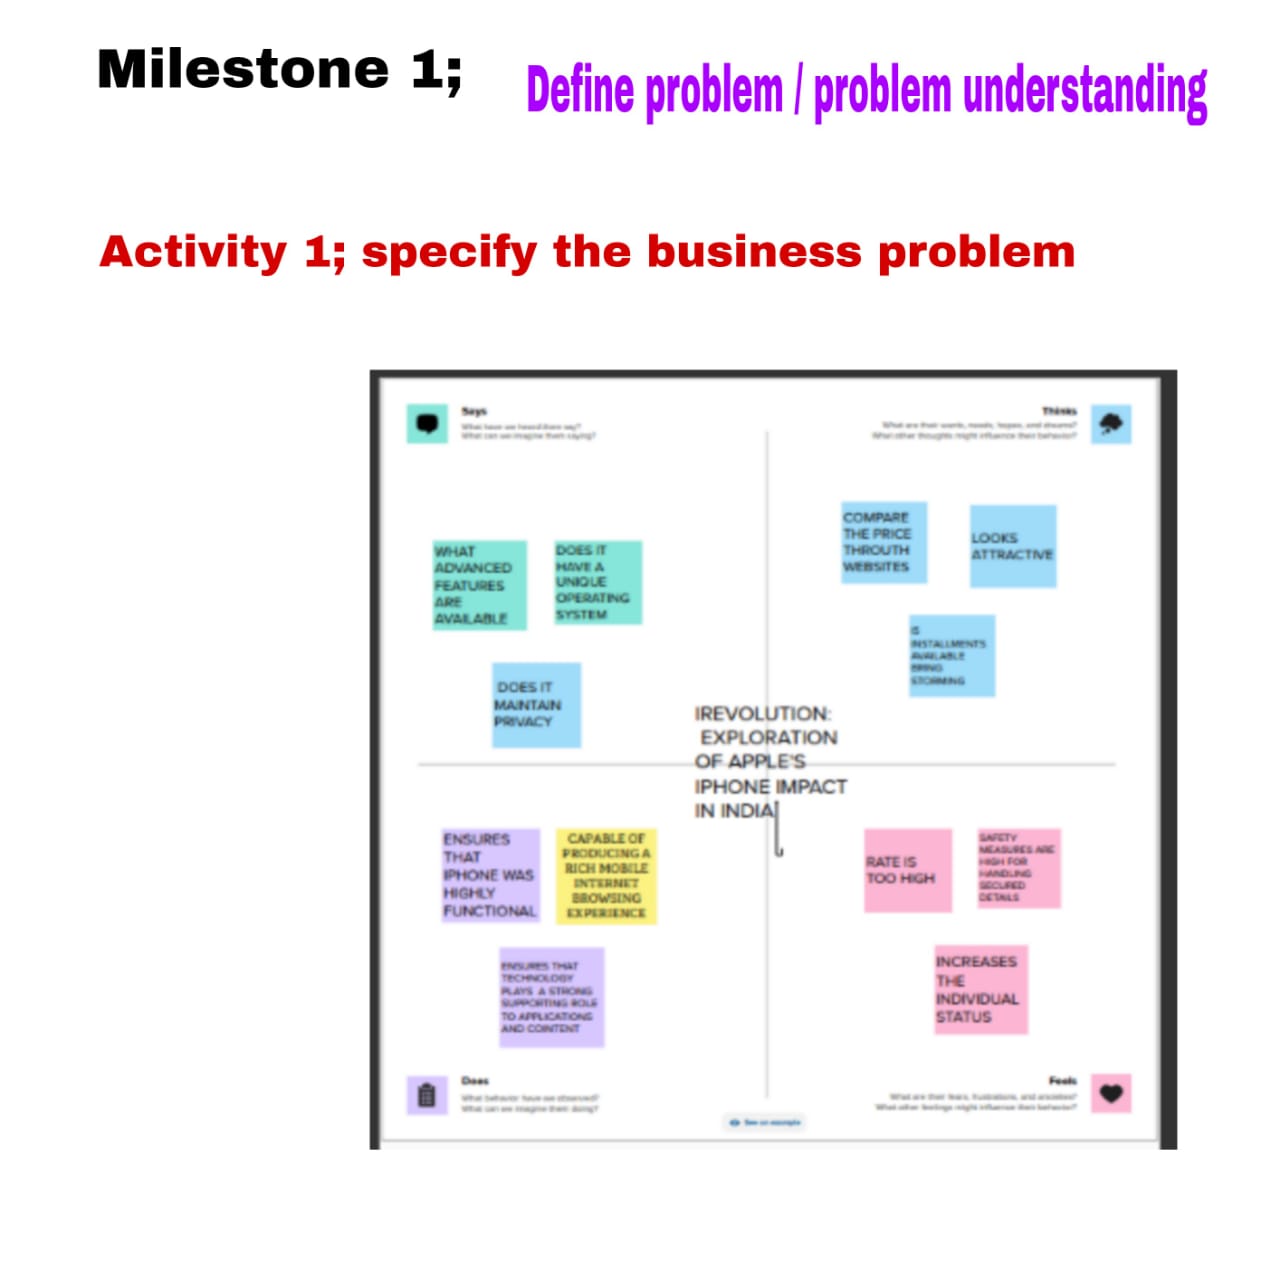 Milestone 1;
Define problem / problem understanding
Activity 1; specify the business problem
Says
What have we heard them say?
What can we imagine them saying?
Thinks
What are their wants, needs, hopes, and dreams?
What other thoughts might influence their behavior?
WHAT
ADVANCED
FEATURES
ARE
AVAILABLE
DOES IT
HAVE A
UNIQUE
OPERATING
SYSTEM
DOES IT
MAINTAIN
PRIVACY
COMPARE
THE PRICE
THROUTH
WEBSITES
LOOKS
ATTRACTIVE
IS
INSTALLMENTS
AVAILABLE
BRING
STORMING
IREVOLUTION:
EXPLORATION
OF APPLE'S
IPHONE IMPACT
IN INDIA
ENSURES
THAT
IPHONE WAS
HIGHLY
FUNCTIONAL
CAPABLE OF
PRODUCING A
RICH MOBILE
INTERNET
BROWSING
EXPERIENCE
ENSURES THAT
TECHNOLOGY
PLAYS A STRONG
SUPPORTING ROLE
TO APPLICATIONS
AND CONTENT
RATE IS
TOO HIGH
SAFETY
MEASURES ARE
HIGH FOR
HANDLING
SECURED
DETAILS
INCREASES
THE
INDIVIDUAL
STATUS
Does
What behavior have we observed?
What can we imagine them doing?
Feels
What are their fears, frustrations, and anxieties?
What other feelings might influence their behavior?
See an example